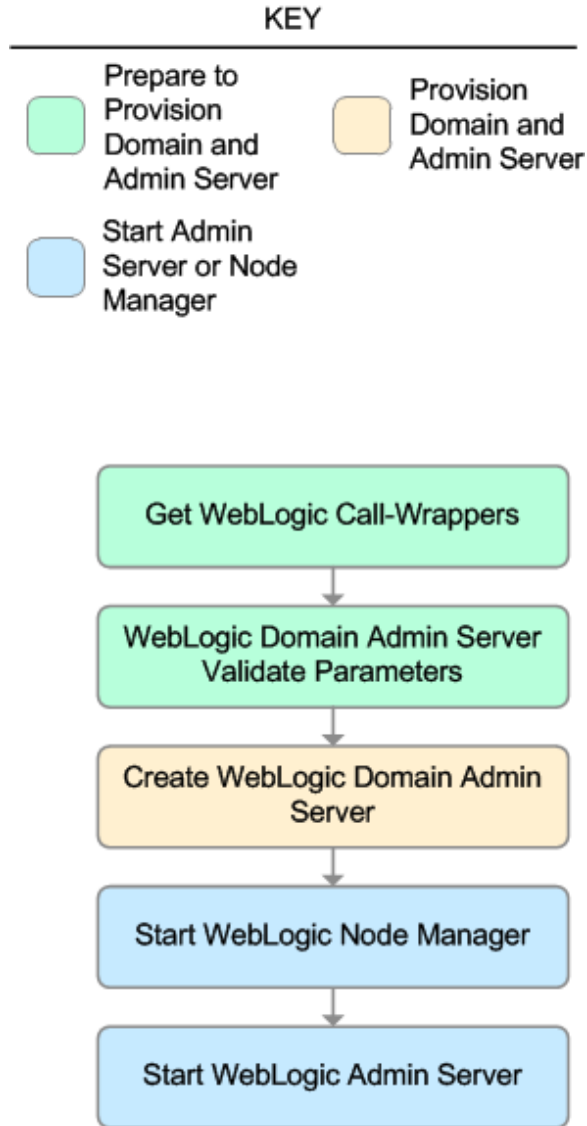 KEY
Prepare to
Provision
Domain and
Admin Server
Provision
Domain and
Admin Server
Start Admin
Server or Node
Manager
Get WebLogic Call-Wrappers
WebLogic Domain Admin Server
Validate Parameters
Create WebLogic Domain Admin
Server
Start WebLogic Node Manager
Start WebLogic Admin Server